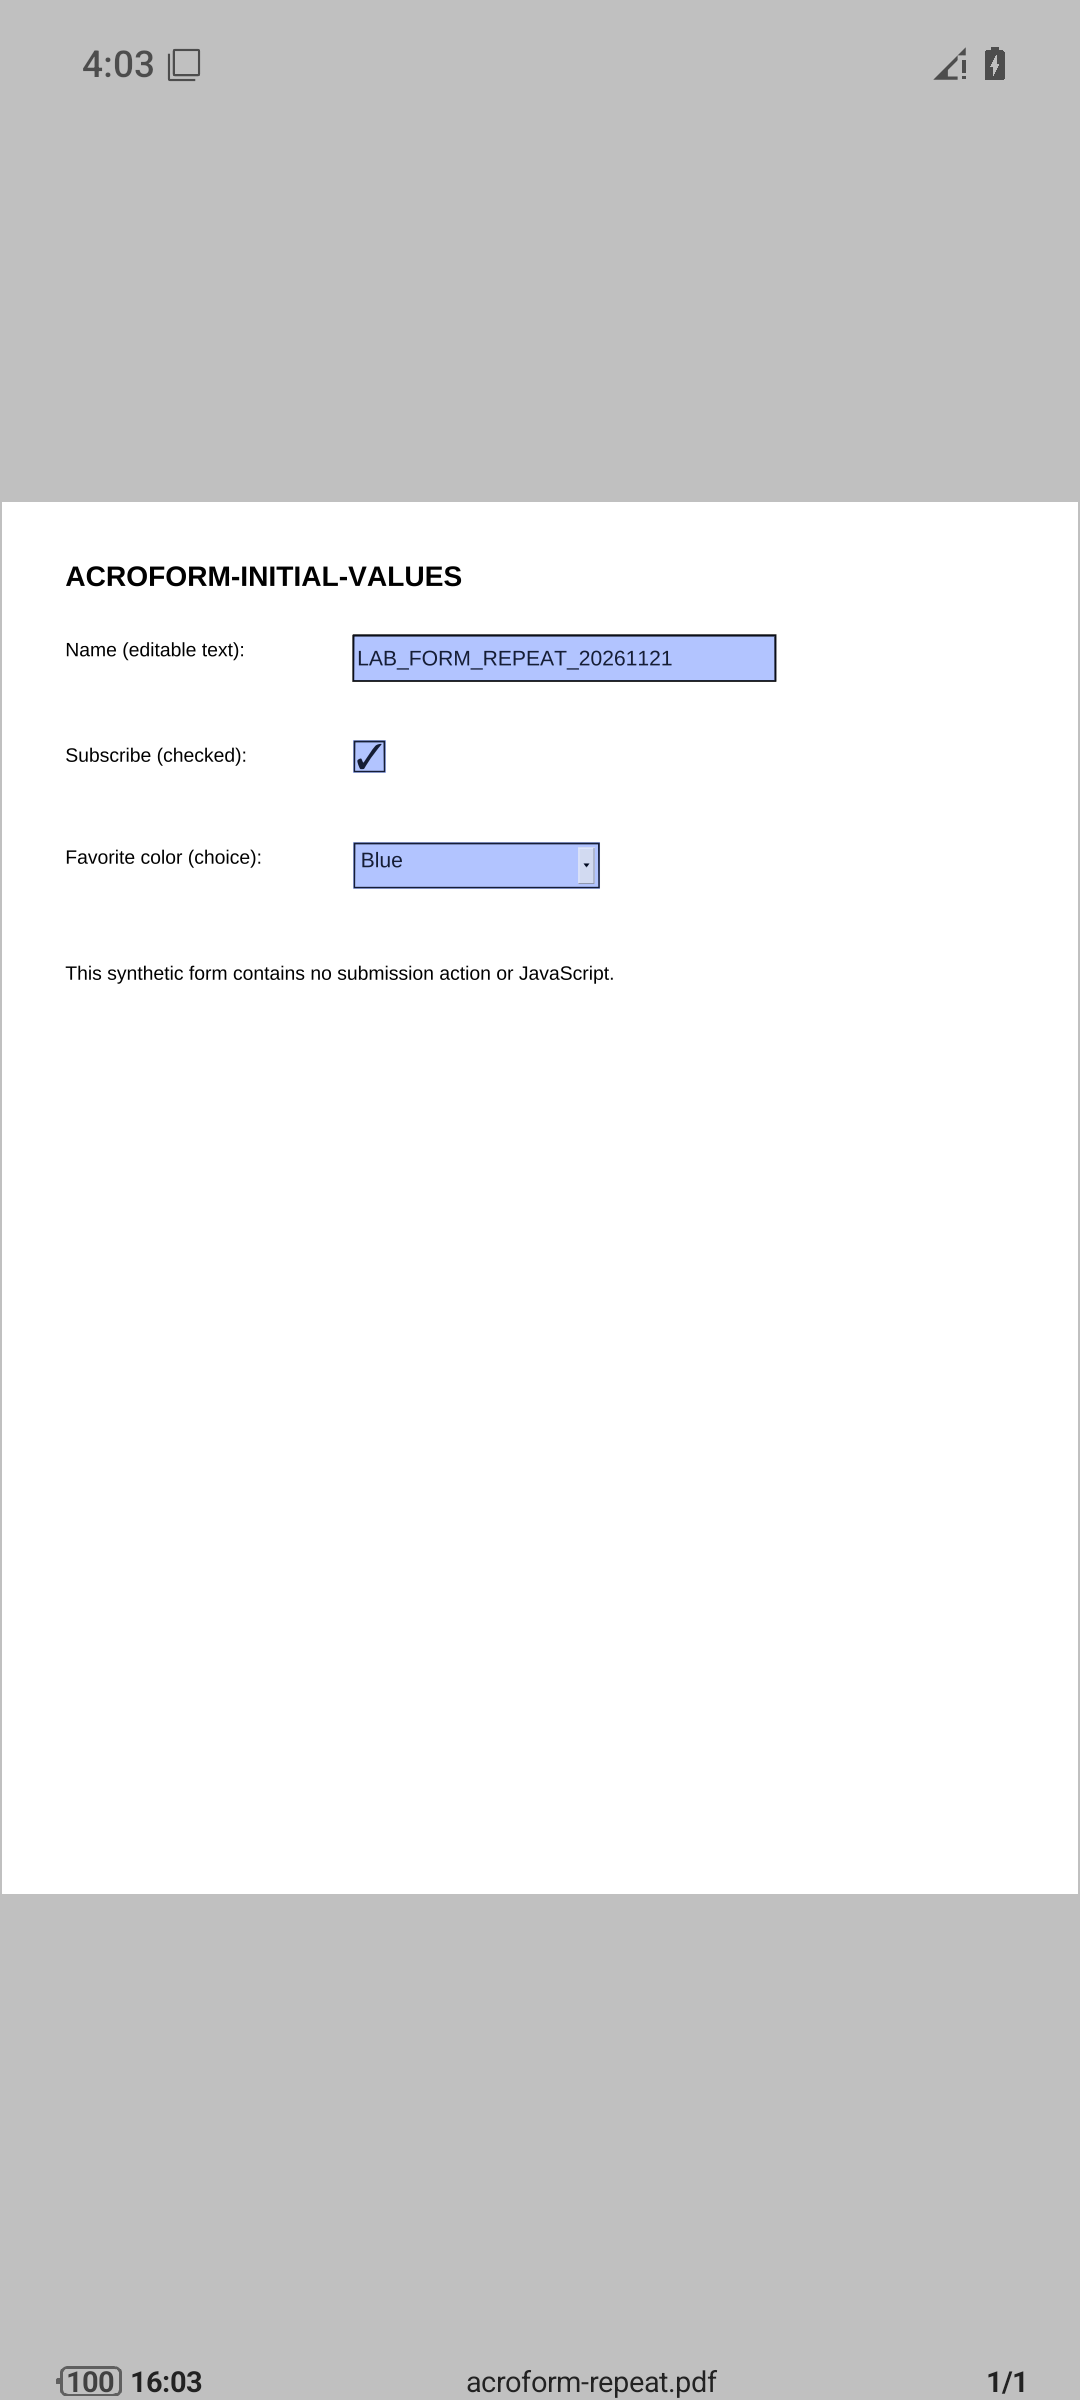 4:03
ACROFORM-INITIAL-VALUES
Name (editable text): LAB_FORM_REPEAT_20261121
Subscribe (checked):
Favorite color (choice): Blue
This synthetic form contains no submission action or JavaScript.
100 16:03 acroform-repeat.pdf 1/1